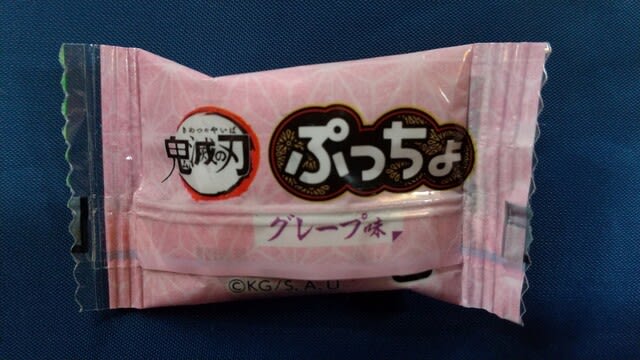 きめつのやいば
鬼滅の刃
ぷっちょ
グレープ味
©KG/S,A,U